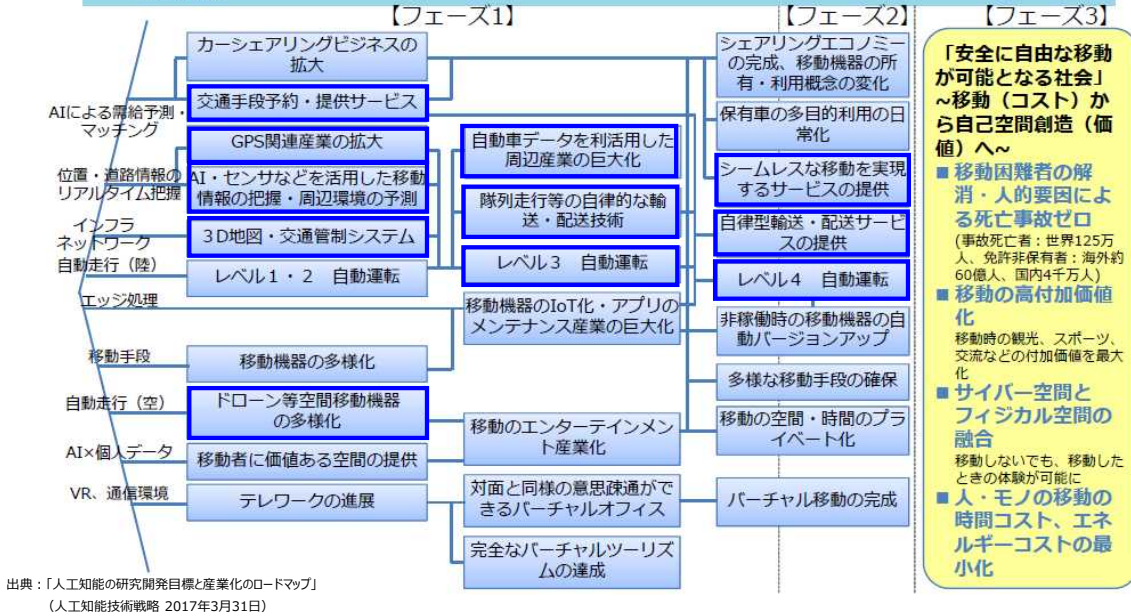 【フェーズ1】
【フェーズ2】
【フェーズ3】
AIによる需給予測・
マッチング
位置・道路情報の
リアルタイム把握
インフラ
ネットワーク
自動走行（陸）
エッジ処理
移動手段
自動走行（空）
AI×個人データ
VR、通信環境
カーシェアリングビジネスの
拡大
交通手段予約・提供サービス
GPS関連産業の拡大
AI・センサなどを活用した移動
情報の把握・周辺環境の予測
3D地図・交通管制システム
レベル1・2 自動運転
移動機器の多様化
ドローン等空間移動機器
の多様化
移動者に価値ある空間の提供
テレワークの進展
自動車データを利活用した
周辺産業の巨大化
隊列走行等の自律的な輸
送・配送技術
レベル3 自動運転
移動機器のIoT化・アプリの
メンテナンス産業の巨大化
移動のエンターテインメ
ント産業化
対面と同様の意思疎通がで
きるバーチャルオフィス
完全なバーチャルツーリズ
ムの達成
シェアリングエコノミー
の完成、移動機器の所
有・利用概念の変化
保有車の多目的利用の日
常化
シームレスな移動を実現
するサービスの提供
自律型輸送・配送サービ
スの提供
レベル4 自動運転
非稼働時の移動機器の自
動バージョンアップ
多様な移動手段の確保
移動の空間・時間のプラ
イベート化
バーチャル移動の完成
「安全に自由な移動
が可能となる社会」
~移動（コスト）か
ら自己空間創造（価
値）へ~
■ 移動困難者の解
消・人的要因によ
る死亡事故ゼロ
(事故死亡者：世界125万
人、免許非保有者：海外約
60億人、国内4千万人)
■ 移動の高付加価値
化
移動時の観光、スポーツ、
交流などの付加価値を最大
化
■ サイバー空間と
フィジカル空間の
融合
移動しないでも、移動した
ときの体験が可能に
■ 人・モノの移動の
時間コスト、エネ
ルギーコストの最
小化
出典：「人工知能の研究開発目標と産業化のロードマップ」
（人工知能技術戦略 2017年3月31日）